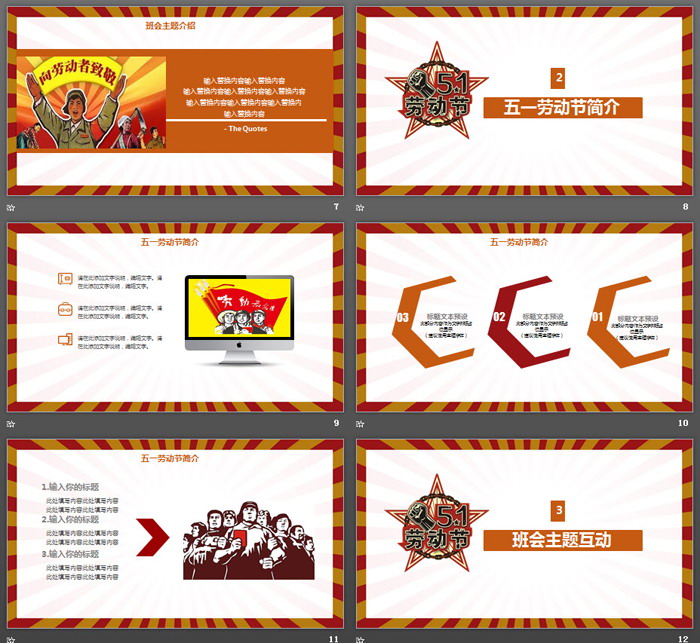 班会主题介绍
向劳动者致敬
输入替换内容输入替换内容
输入替换内容输入替换内容输入替换内容
输入替换内容输入替换内容输入替换内
输入替换内容
- The Quotes
7
5.1
劳动节
2
五一劳动节简介
8
五一劳动节简介
请在此添加文字说明，编辑文字。请
在此添加文字说明，编辑文字。
请在此添加文字说明，编辑文字。请
在此添加文字说明，编辑文字。
请在此添加文字说明，编辑文字。请
在此添加文字说明，编辑文字。
9
五一劳动节简介
03
标题文本预设
此部分内容作为文字排版占
位显示
（建议使用主题字体）
02
标题文本预设
此部分内容作为文字排版占
位显示
（建议使用主题字体）
01
标题文本预设
此部分内容作为文字排版占
位显示
（建议使用主题字体）
10
五一劳动节简介
1.输入你的标题
此处填写内容此处填写内容
此处填写内容此处填写内容
2.输入你的标题
此处填写内容此处填写内容
此处填写内容此处填写内容
3.输入你的标题
此处填写内容此处填写内容
此处填写内容此处填写内容
11
5.1
劳动节
3
班会主题互动
12